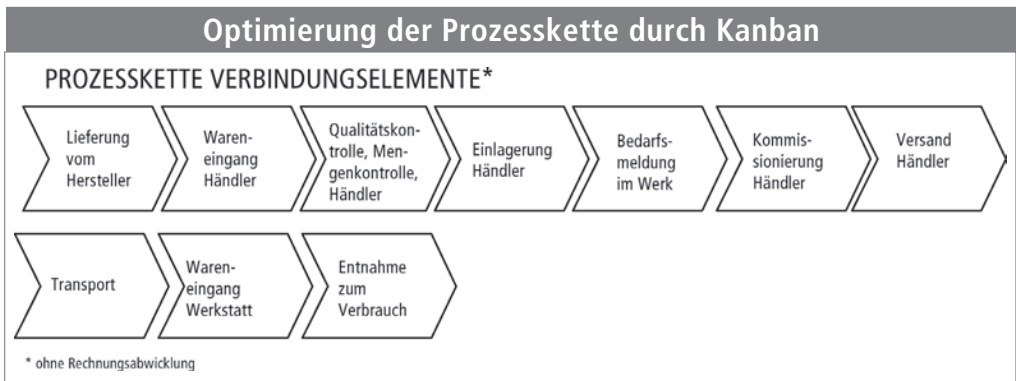 Optimierung der Prozesskette durch Kanban
PROZESSKETTE VERBINDUNGSELEMENTE*
Lieferung
vom
Hersteller
Waren-
eingang
Händler
Qualitätskon-
trolle, Men-
genkontrolle,
Händler
Einlagerung
Händler
Bedarfs-
meldung
im Werk
Kommis-
sionierung
Händler
Versand
Händler
Transport
Waren-
eingang
Werkstatt
Entnahme
zum
Verbrauch
* ohne Rechnungsabwicklung